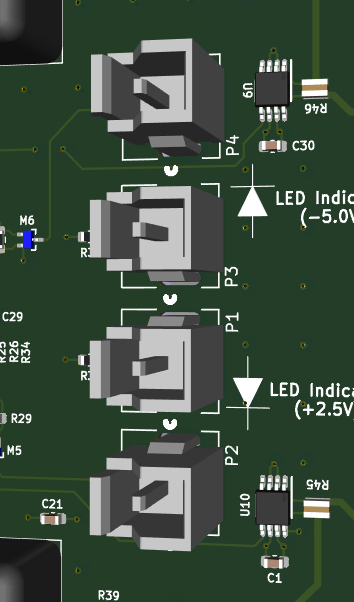 U9
R46
C30
P4
LED Indic
(−5.0V
M6
P3
C29
P1
R25
R26
R34
LED Indica
(+2.5V
R29
M5
P2
U10
R45
C21
C1
R39